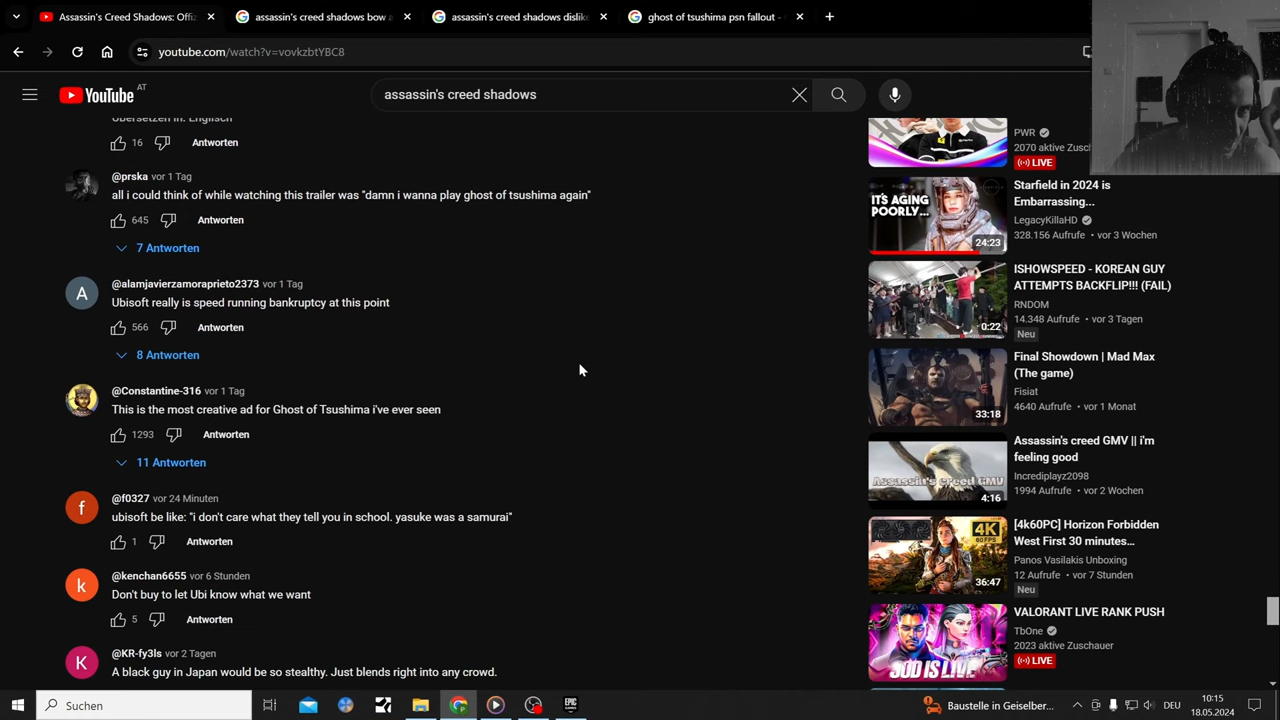 Assassin's Creed Shadows: Offi
assassin's creed shadows bow a
assassin's creed shadows dislike
ghost of tsushima psn fallout -
youtube.com/watch?v=vovkzbtYBC8
YouTube AT
assassin's creed shadows
Übersetzen in: Englisch
16 Antworten
@prska vor 1 Tag
all i could think of while watching this trailer was "damn i wanna play ghost of tsushima again"
645 Antworten
7 Antworten
@alamjavierzamoraprieto2373 vor 1 Tag
Ubisoft really is speed running bankruptcy at this point
566 Antworten
8 Antworten
@Constantine-316 vor 1 Tag
This is the most creative ad for Ghost of Tsushima i've ever seen
1293 Antworten
11 Antworten
@f0327 vor 24 Minuten
ubisoft be like: "i don't care what they tell you in school. yasuke was a samurai"
1 Antworten
@kenchan6655 vor 6 Stunden
Don't buy to let Ubi know what we want
5 Antworten
@KR-fy3ls vor 2 Tagen
A black guy in Japan would be so stealthy. Just blends right into any crowd.
PWR
2070 aktive Zusch
LIVE
IT'S AGING
POORLY...
24:23
Starfield in 2024 is
Embarrassing...
LegacyKillaHD
328.156 Aufrufe • vor 3 Wochen
0:22
ISHOWSPEED - KOREAN GUY
ATTEMPTS BACKFLIP!!! (FAIL)
RNDOM
14.348 Aufrufe • vor 3 Tagen
Neu
33:18
Final Showdown | Mad Max
(The game)
Fisiat
4640 Aufrufe • vor 1 Monat
ASSASSIN'S CREED GMV
4:16
Assassin's creed GMV || i'm
feeling good
Incrediplayz2098
1994 Aufrufe • vor 2 Wochen
4K
60FPS
36:47
[4k60PC] Horizon Forbidden
West First 30 minutes...
Panos Vasilakis Unboxing
12 Aufrufe • vor 7 Stunden
Neu
IS LIVE
VALORANT LIVE RANK PUSH
TbOne
2023 aktive Zuschauer
LIVE
Suchen
EPIC
Baustelle in Geiselber...
DEU
10:15
18.05.2024